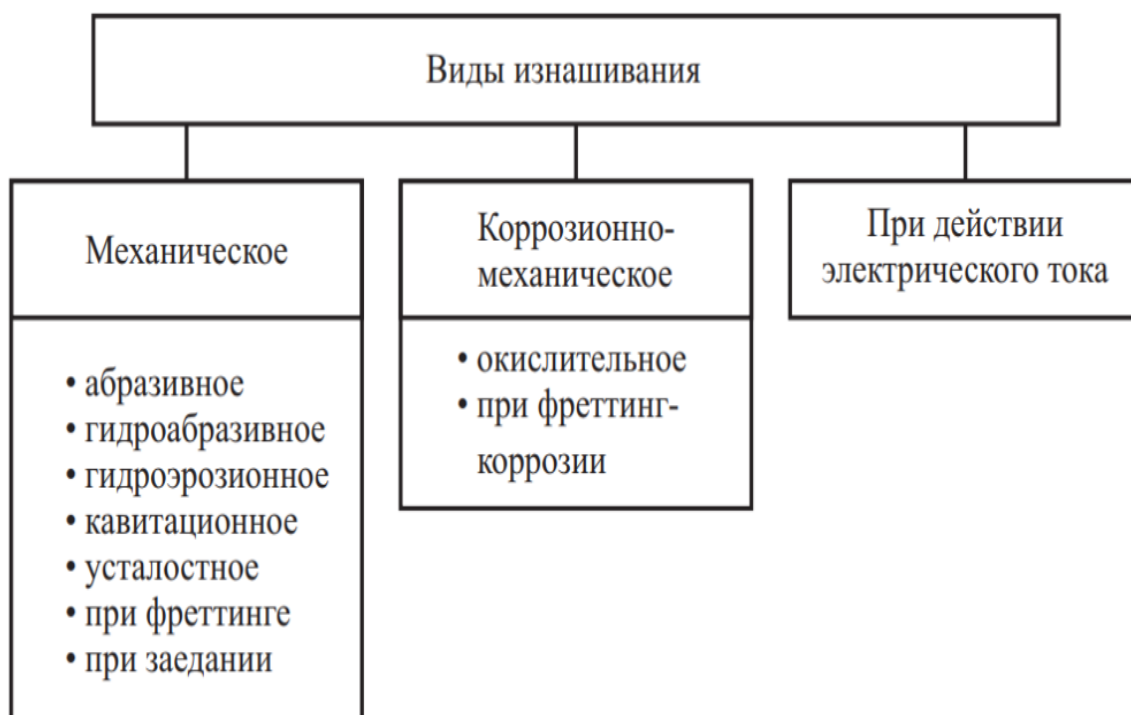 Виды изнашивания
Механическое
• абразивное
• гидроабразивное
• гидроэрозионное
• кавитационное
• усталостное
• при фреттинге
• при заедании
Коррозионно-
механическое
• окислительное
• при фреттинг-
коррозии
При действии
электрического тока